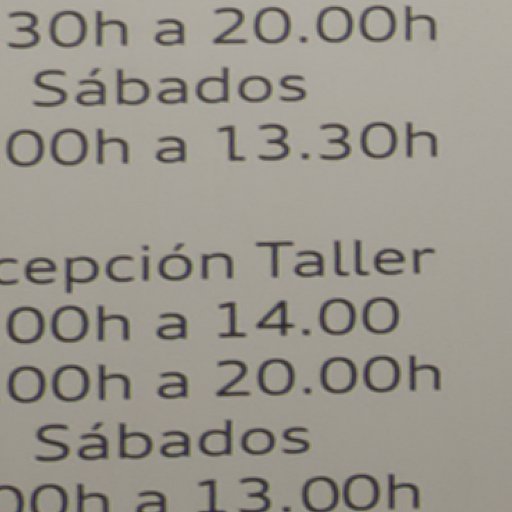 30h a 20.00h
Sábados
00h a 13.30h
cepción Taller
00h a 14.00
00h a 20.00h
Sábados
00h a 13.00h